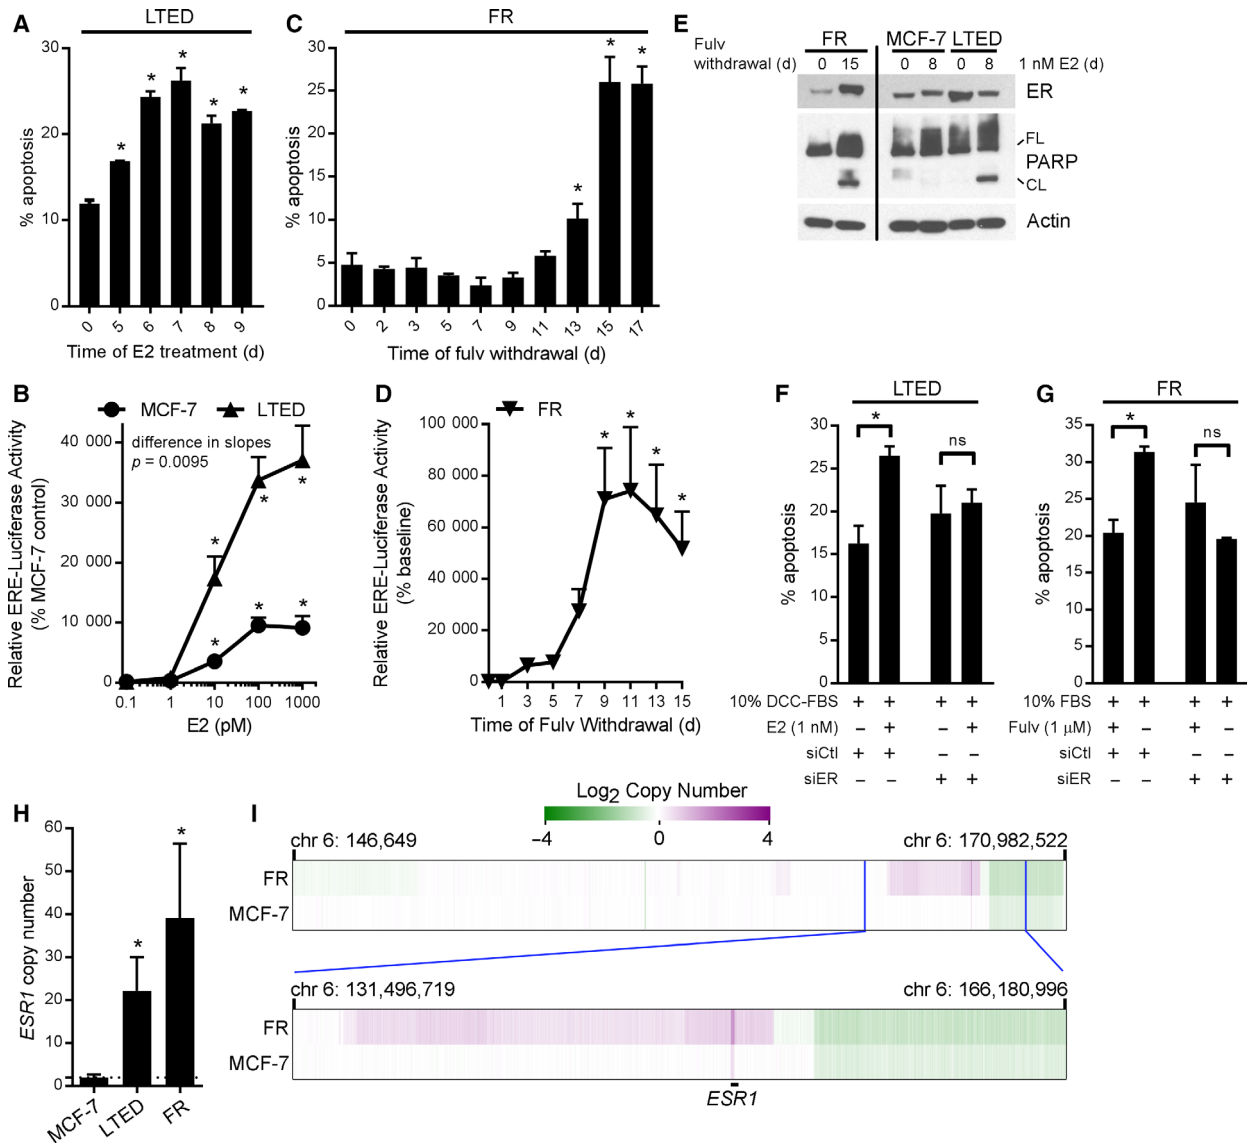 A
LTED
% apoptosis
30
20
10
0
0 5 6 7 8 9
* * * * *
Time of E2 treatment (d)
C
FR
% apoptosis
30
25
20
15
10
5
0
0 2 3 5 7 9 11 13 15 17
* * *
Time of fulv withdrawal (d)
E
Fulv
withdrawal (d)
FR
MCF-7 LTED
0 15 0 8 0 8
1 nM E2 (d)
ER
FL
PARP
CL
Actin
B
MCF-7 LTED
difference in slopes
p = 0.0095
Relative ERE-Luciferase Activity
(% MCF-7 control)
40 000
30 000
20 000
10 000
0
* * *
* * *
0.1 1 10 100 1000
E2 (pM)
D
FR
Relative ERE-Luciferase Activity
(% baseline)
100 000
80 000
60 000
40 000
20 000
0
* * * *
1 3 5 7 9 11 13 15
Time of Fulv Withdrawal (d)
F
LTED
% apoptosis
30
25
20
15
10
5
0
* ns
10% DCC-FBS + + + +
E2 (1 nM) – + – +
siCtl + + – –
siER – – + +
G
FR
% apoptosis
35
30
25
20
15
10
5
0
* ns
10% FBS + + + +
Fulv (1 μM) + – + –
siCtl + + – –
siER – – + +
H
ESR1 copy number
60
50
40
30
20
10
0
* *
MCF-7 LTED FR
I
Log2 Copy Number
–4 0 4
chr 6: 146,649 chr 6: 170,982,522
FR
MCF-7
chr 6: 131,496,719 chr 6: 166,180,996
FR
MCF-7
ESR1